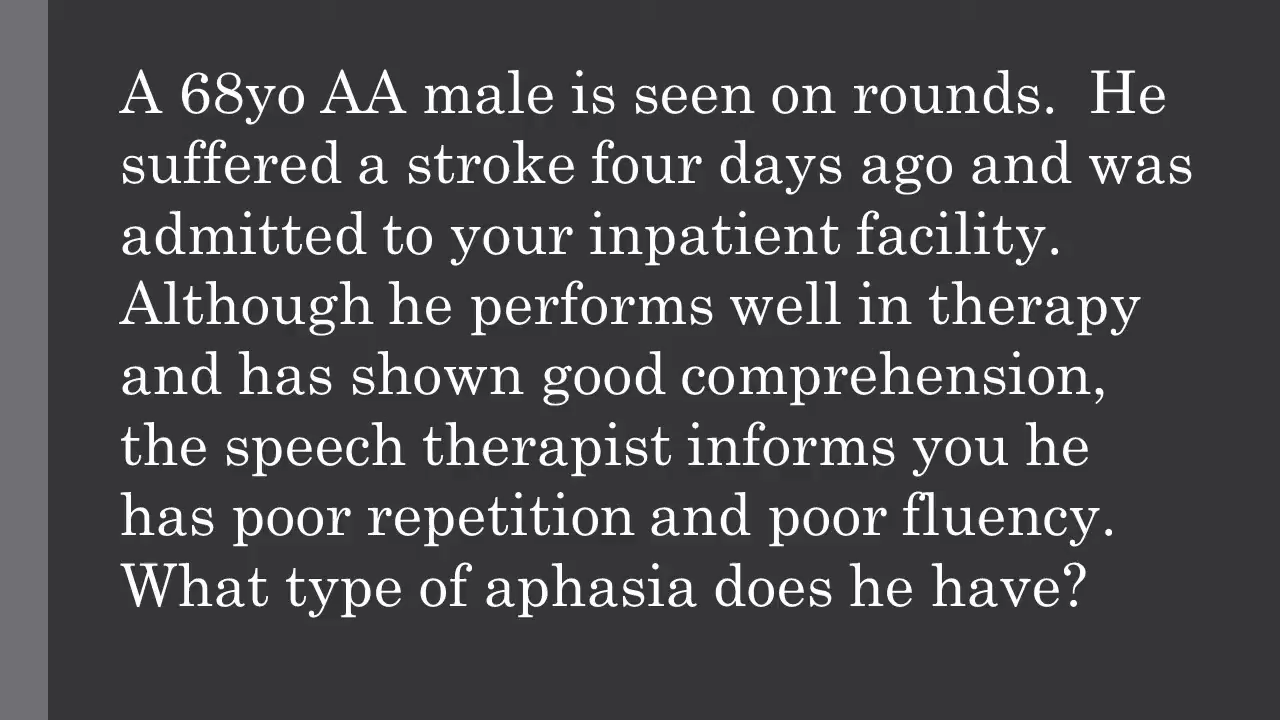 A 68yo AA male is seen on rounds.  He
suffered a stroke four days ago and was
admitted to your inpatient facility.
Although he performs well in therapy
and has shown good comprehension,
the speech therapist informs you he
has poor repetition and poor fluency.
What type of aphasia does he have?